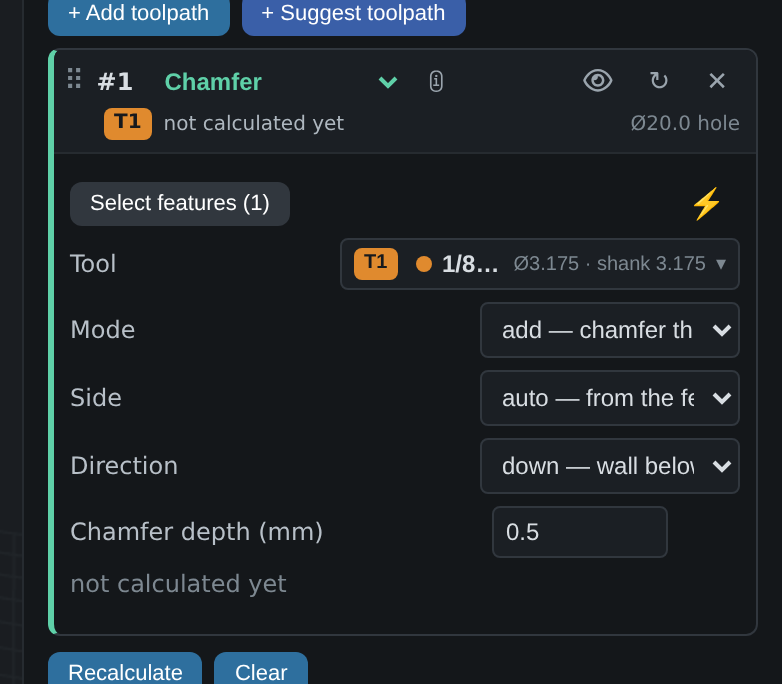 + Add toolpath + Suggest toolpath
#1 Chamfer
T1 not calculated yet Ø20.0 hole
Select features (1)
Tool T1 1/8… Ø3.175 · shank 3.175 ▾
Mode add — chamfer th
Side auto — from the fe
Direction down — wall below
Chamfer depth (mm) 0.5
not calculated yet
Recalculate Clear